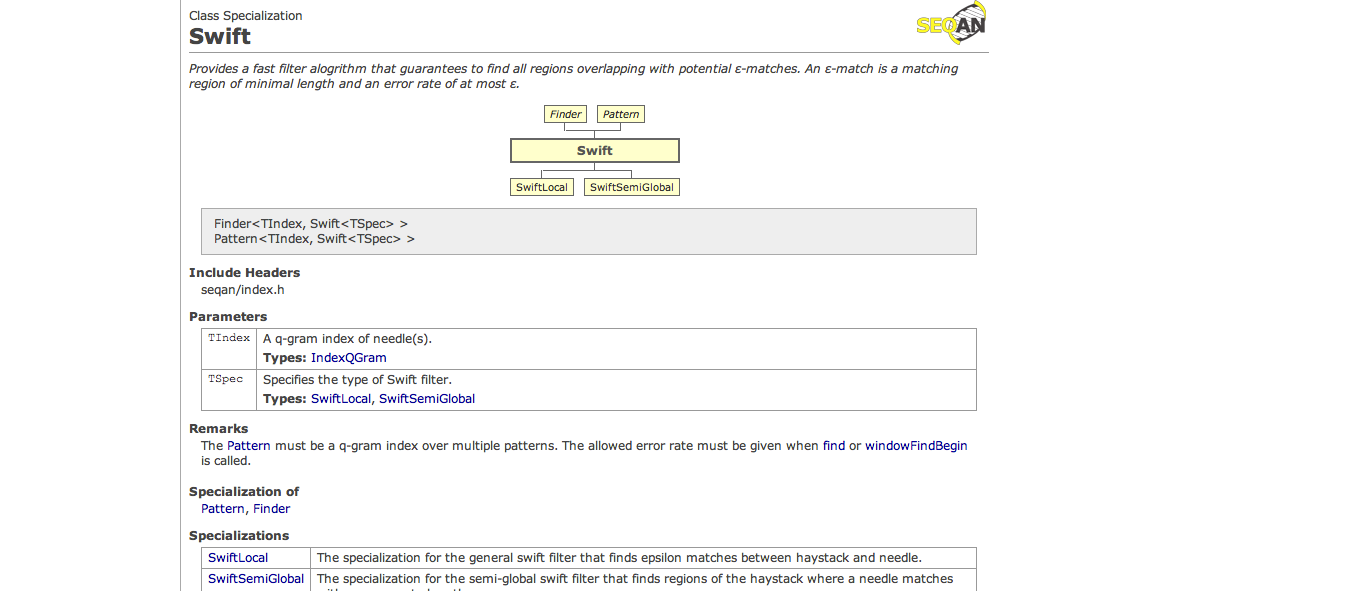 Class Specialization
SEQAN
Swift
Provides a fast filter alogrithm that guarantees to find all regions overlapping with potential ε-matches. An ε-match is a matching
region of minimal length and an error rate of at most ε.
Finder Pattern
Swift
SwiftLocal SwiftSemiGlobal
Finder<TIndex, Swift<TSpec> >
Pattern<TIndex, Swift<TSpec> >
Include Headers
seqan/index.h
Parameters
TIndex A q-gram index of needle(s).
Types: IndexQGram
TSpec Specifies the type of Swift filter.
Types: SwiftLocal, SwiftSemiGlobal
Remarks
The Pattern must be a q-gram index over multiple patterns. The allowed error rate must be given when find or windowFindBegin
is called.
Specialization of
Pattern, Finder
Specializations
SwiftLocal The specialization for the general swift filter that finds epsilon matches between haystack and needle.
SwiftSemiGlobal The specialization for the semi-global swift filter that finds regions of the haystack where a needle matches